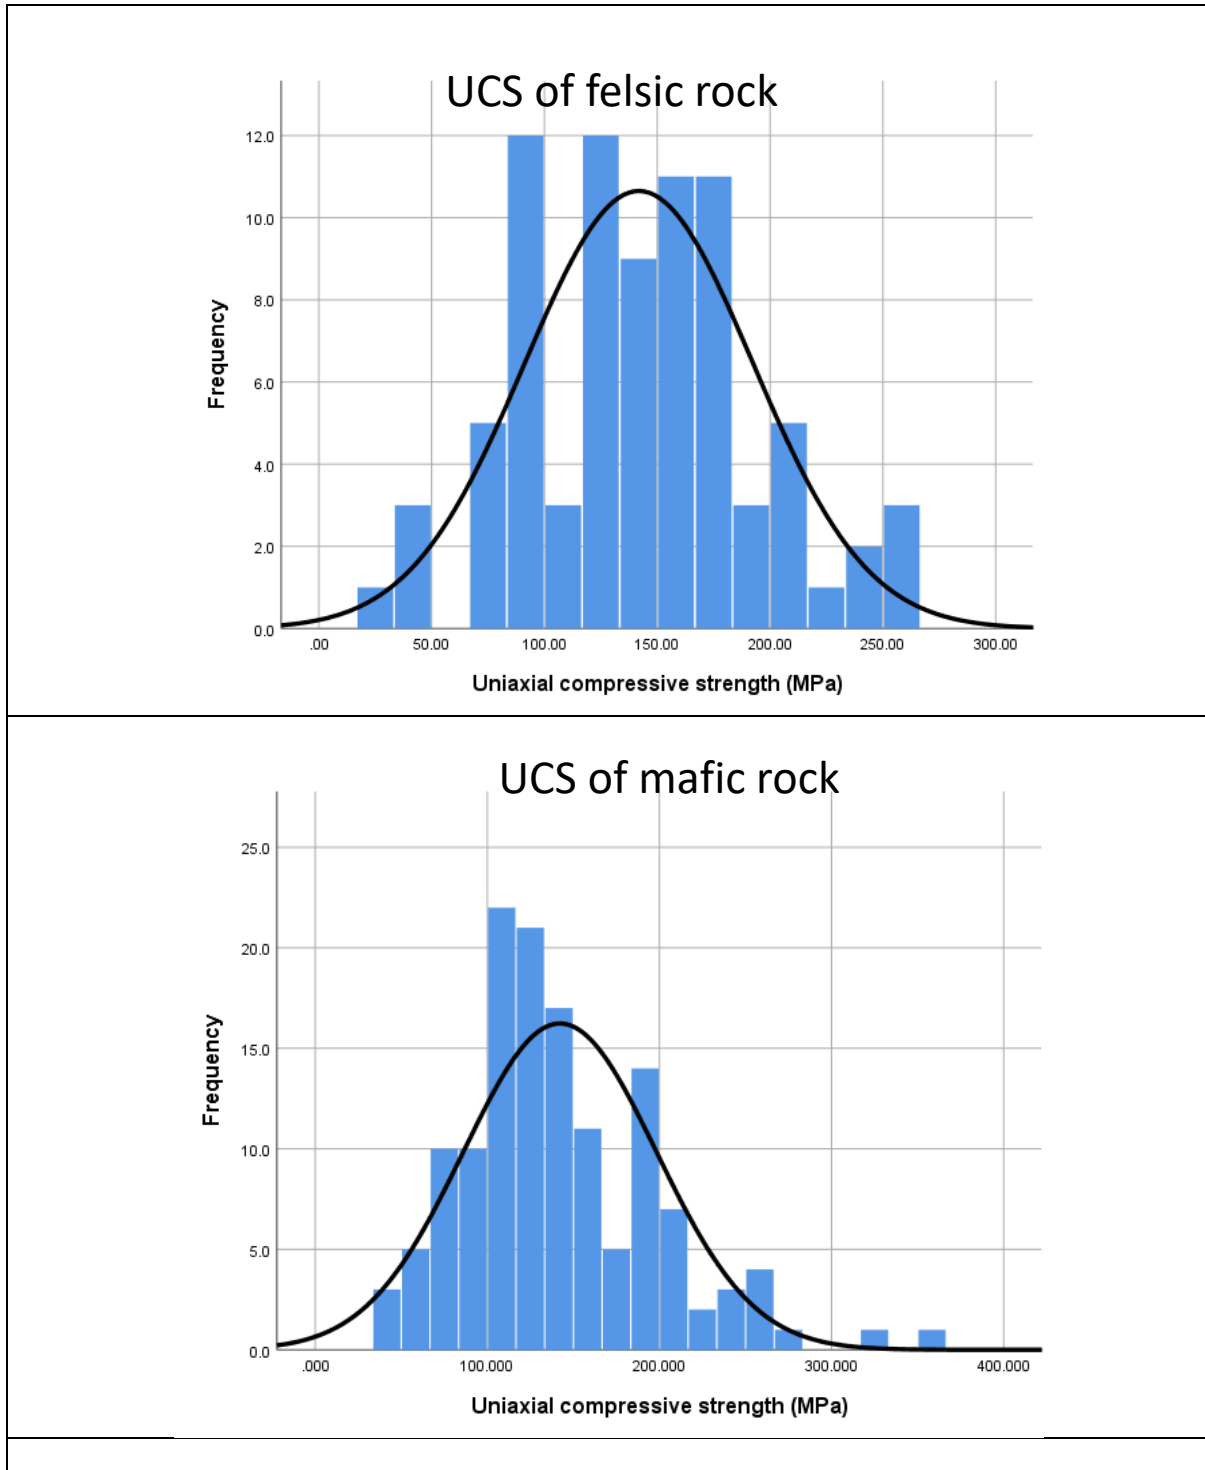 UCS of felsic rock
12.0
10.0
8.0
6.0
4.0
2.0
0.0
Frequency
.00 50.00 100.00 150.00 200.00 250.00 300.00
Uniaxial compressive strength (MPa)
UCS of mafic rock
25.0
20.0
15.0
10.0
5.0
0.0
Frequency
.000 100.000 200.000 300.000 400.000
Uniaxial compressive strength (MPa)